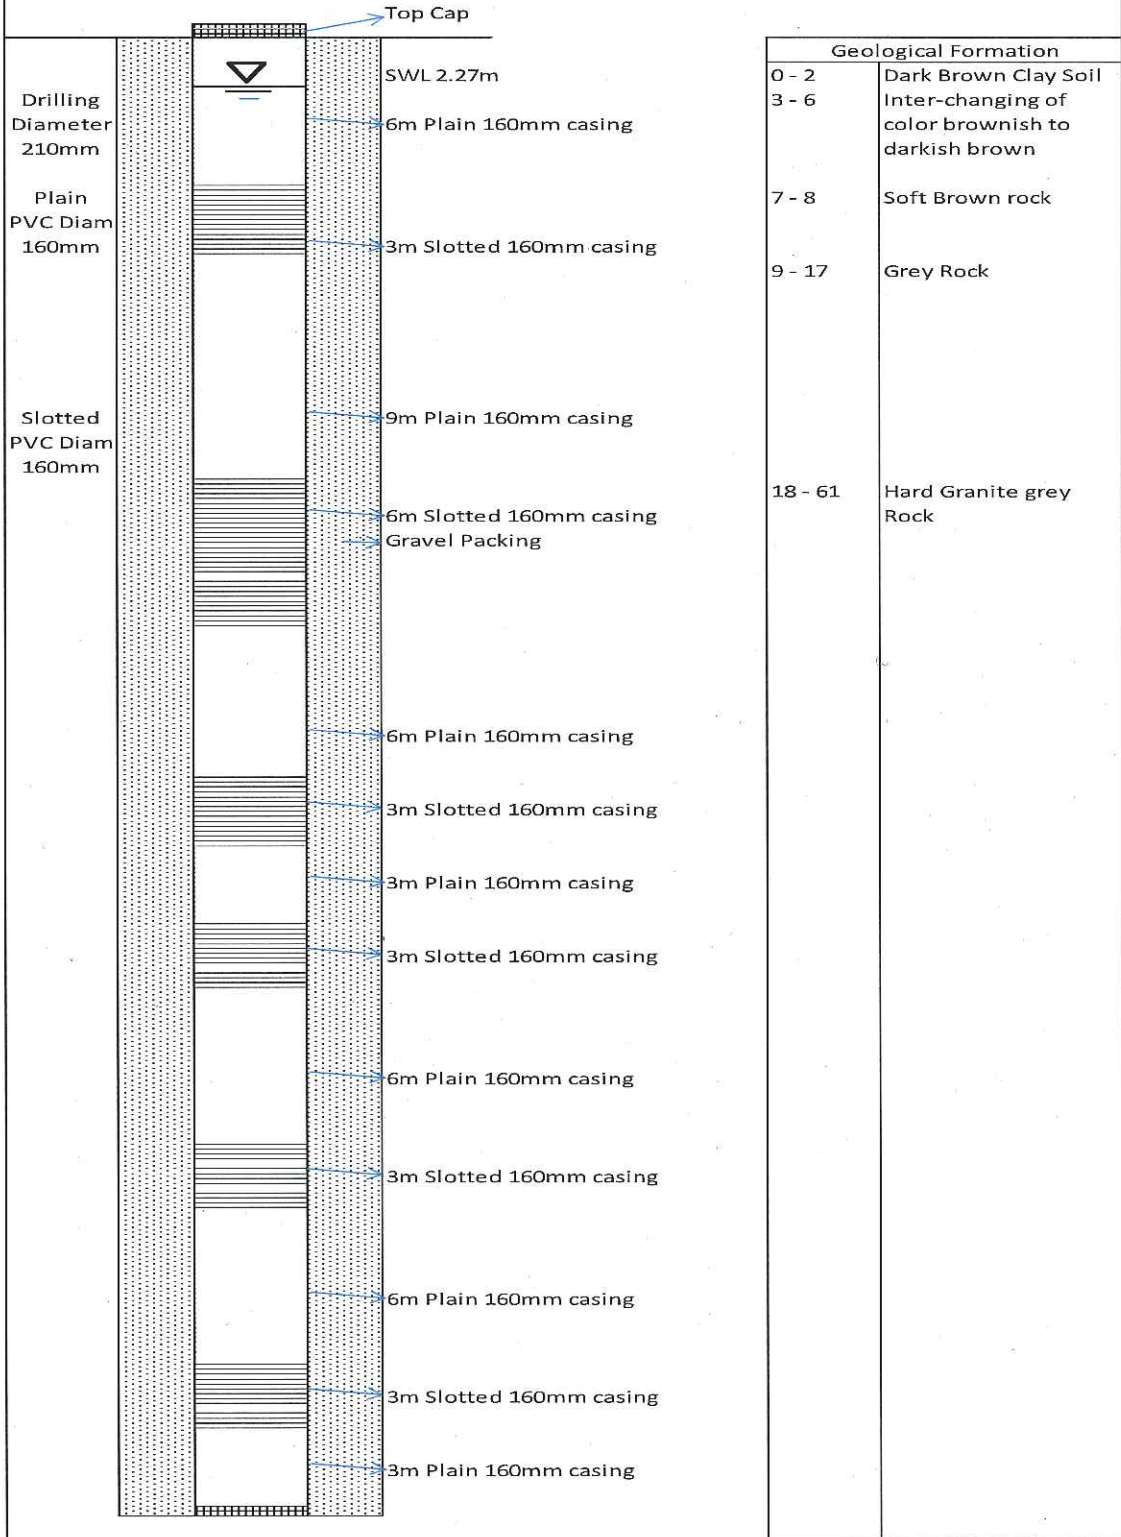 Top Cap
SWL 2.27m
Drilling
Diameter
210mm
6m Plain 160mm casing
Plain
PVC Diam
160mm
3m Slotted 160mm casing
9m Plain 160mm casing
Slotted
PVC Diam
160mm
6m Slotted 160mm casing
Gravel Packing
6m Plain 160mm casing
3m Slotted 160mm casing
3m Plain 160mm casing
3m Slotted 160mm casing
6m Plain 160mm casing
3m Slotted 160mm casing
6m Plain 160mm casing
3m Slotted 160mm casing
3m Plain 160mm casing
Geological Formation
0 - 2 Dark Brown Clay Soil
3 - 6 Inter-changing of
color brownish to
darkish brown
7 - 8 Soft Brown rock
9 - 17 Grey Rock
18 - 61 Hard Granite grey
Rock